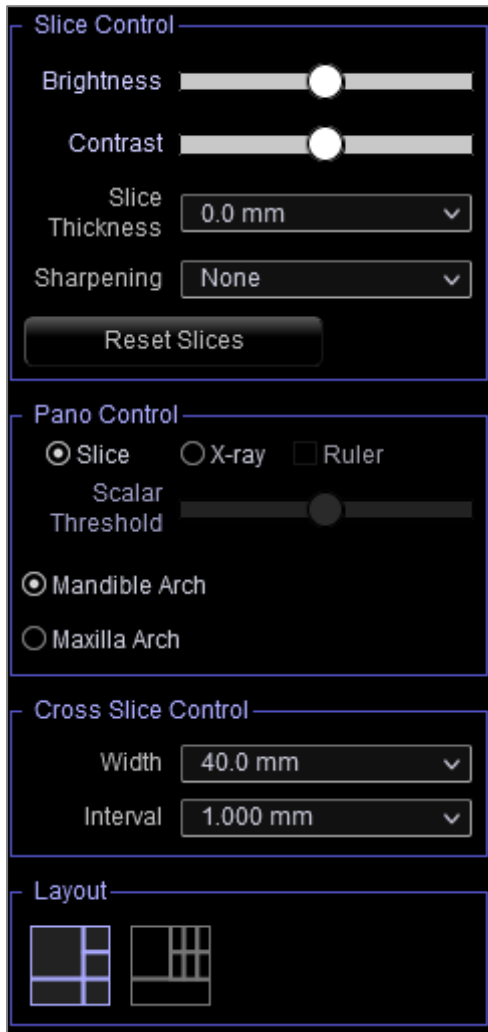 Slice Control
Brightness
Contrast
Slice
Thickness
0.0 mm
Sharpening
None
Reset Slices
Pano Control
Slice
X-ray
Ruler
Scalar
Threshold
Mandible Arch
Maxilla Arch
Cross Slice Control
Width
40.0 mm
Interval
1.000 mm
Layout